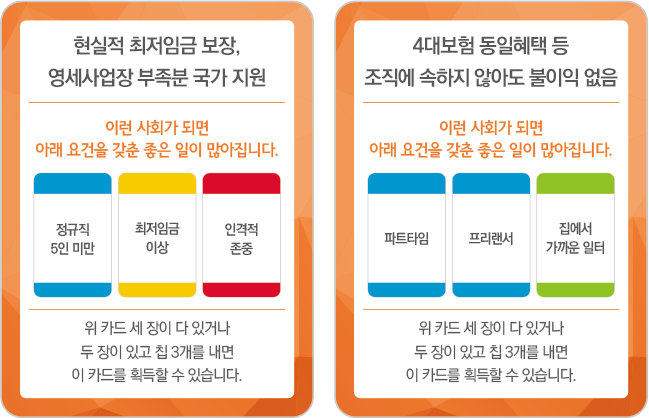 현실적 최저임금 보장,
영세사업장 부족분 국가 지원
이런 사회가 되면
아래 요건을 갖춘 좋은 일이 많아집니다.
정규직
5인 미만
최저임금
이상
인격적
존중
위 카드 세 장이 다 있거나
두 장이 있고 칩 3개를 내면
이 카드를 획득할 수 있습니다.
4대보험 동일혜택 등
조직에 속하지 않아도 불이익 없음
이런 사회가 되면
아래 요건을 갖춘 좋은 일이 많아집니다.
파트타임
프리랜서
집에서
가까운 일터
위 카드 세 장이 다 있거나
두 장이 있고 칩 3개를 내면
이 카드를 획득할 수 있습니다.